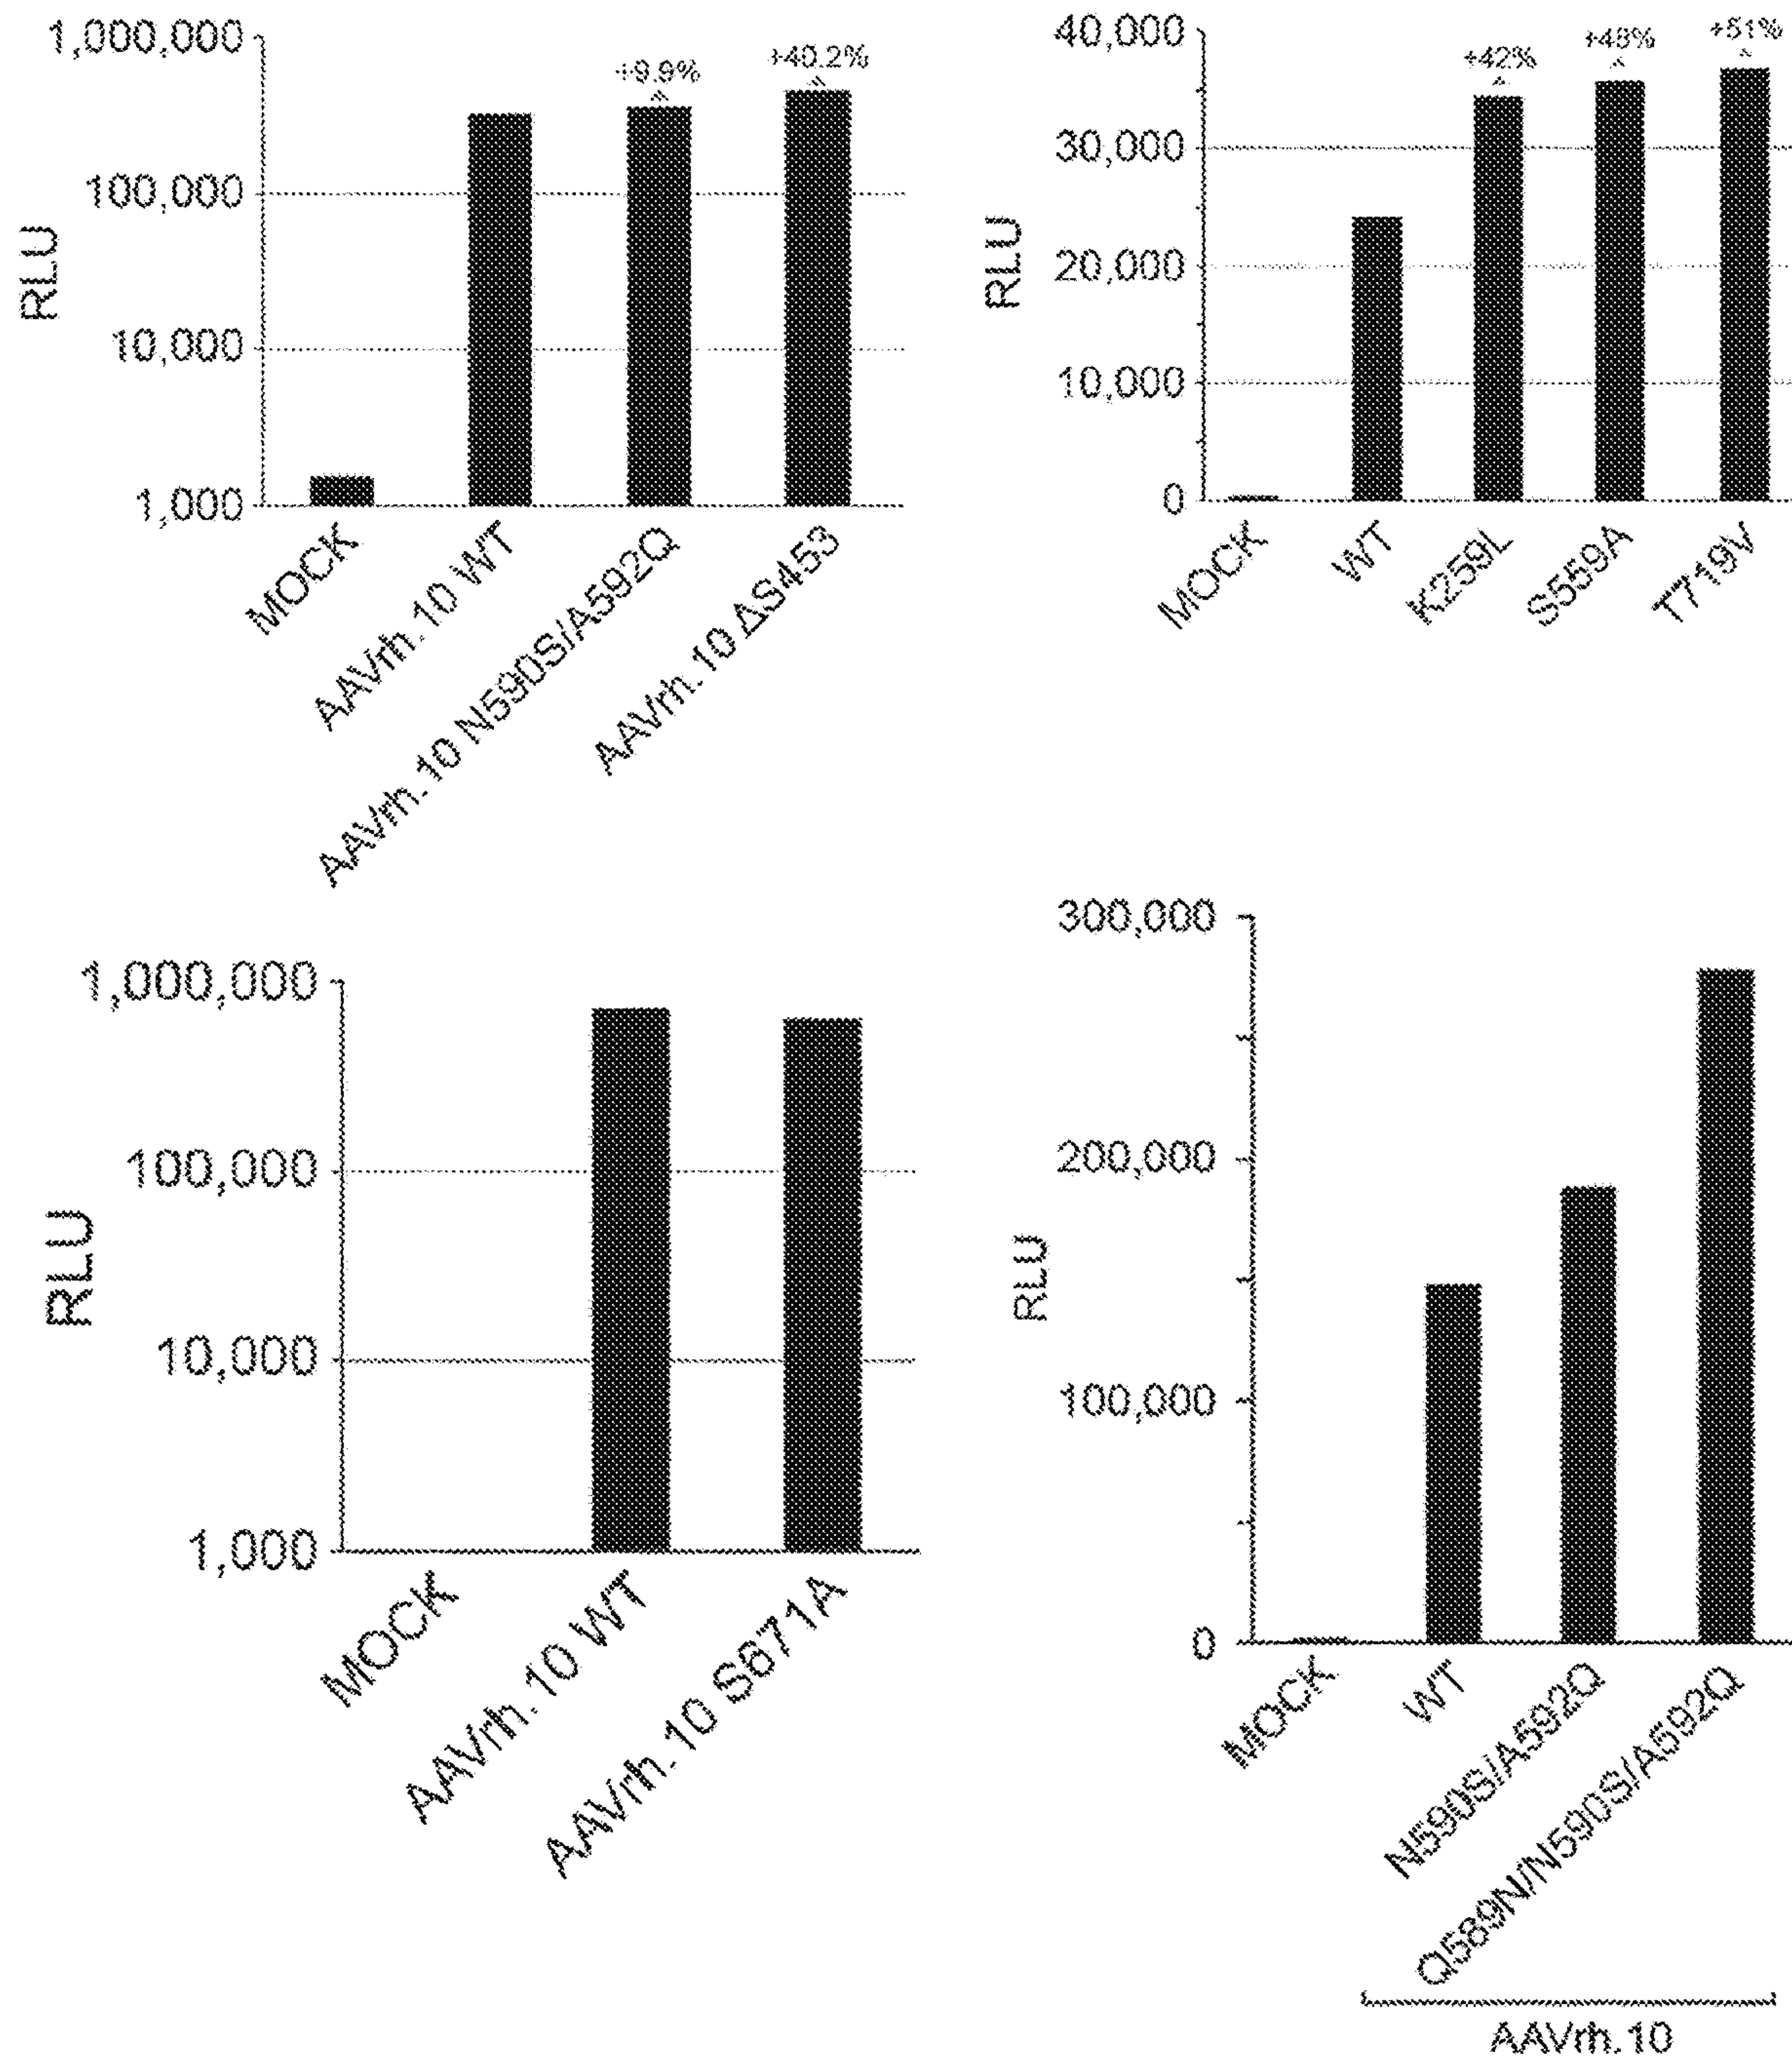 1,000,000
100,000
10,000
1,000
RLU
+9.9%
+40.2%
MOCK
AAVrh.10 WT
AAVrh.10 N590S/A592Q
AAVrh.10 ΔS453
40,000
30,000
20,000
10,000
0
RLU
+42%
+48%
+51%
MOCK
WT
K259L
S559A
T719V
1,000,000
100,000
10,000
1,000
RLU
MOCK
AAVrh.10 WT
AAVrh.10 S671A
300,000
200,000
100,000
0
RLU
MOCK
WT
N590S/A592Q
Q589N/N590S/A592Q
AAVrh.10